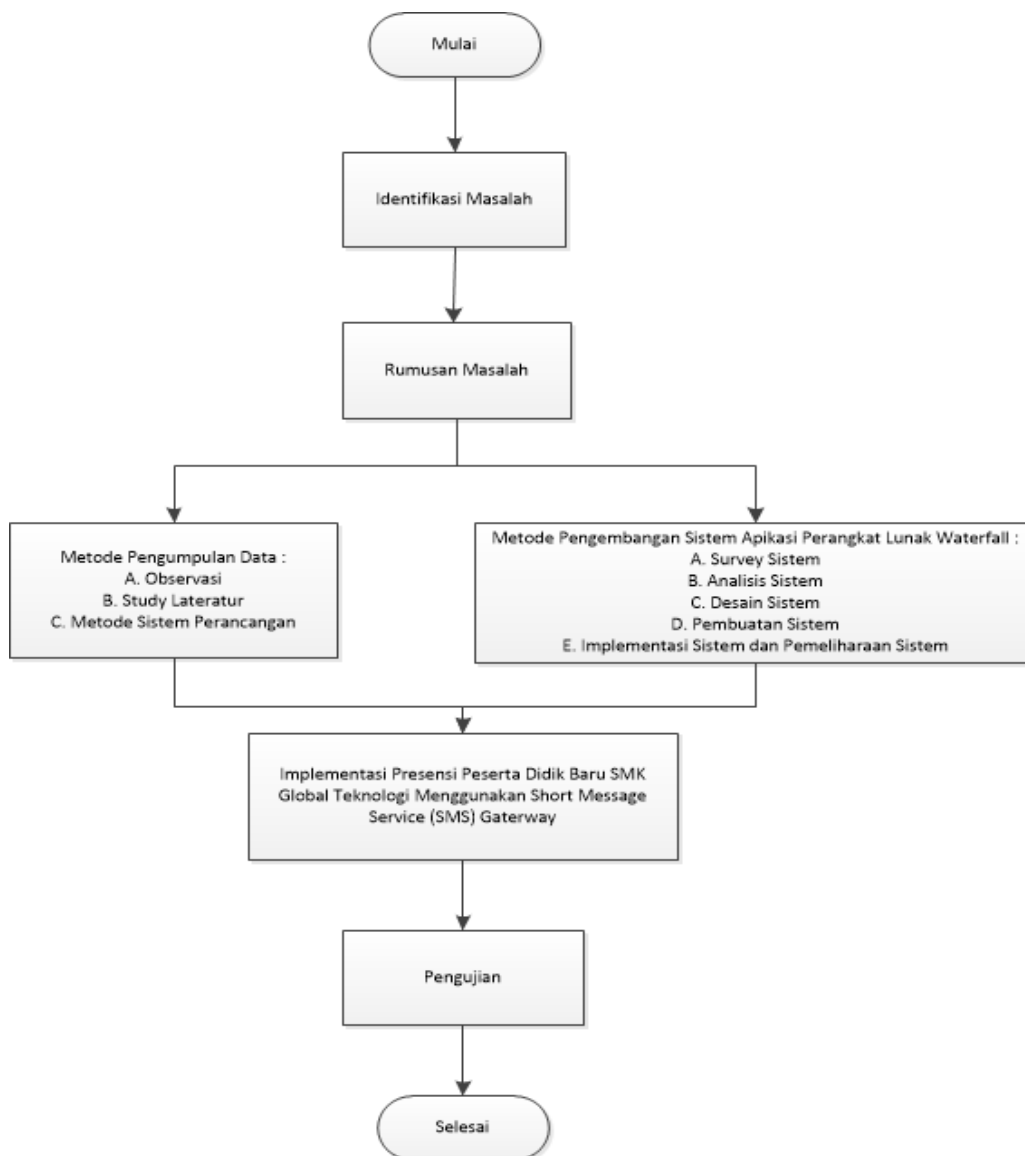 Mulai
Identifikasi Masalah
Rumusan Masalah
Metode Pengumpulan Data :
A. Observasi
B. Study Lateratur
C. Metode Sistem Perancangan
Metode Pengembangan Sistem Apikasi Perangkat Lunak Waterfall :
A. Survey Sistem
B. Analisis Sistem
C. Desain Sistem
D. Pembuatan Sistem
E. Implementasi Sistem dan Pemeliharaan Sistem
Implementasi Presensi Peserta Didik Baru SMK
Global Teknologi Menggunakan Short Message
Service (SMS) Gaterway
Pengujian
Selesai